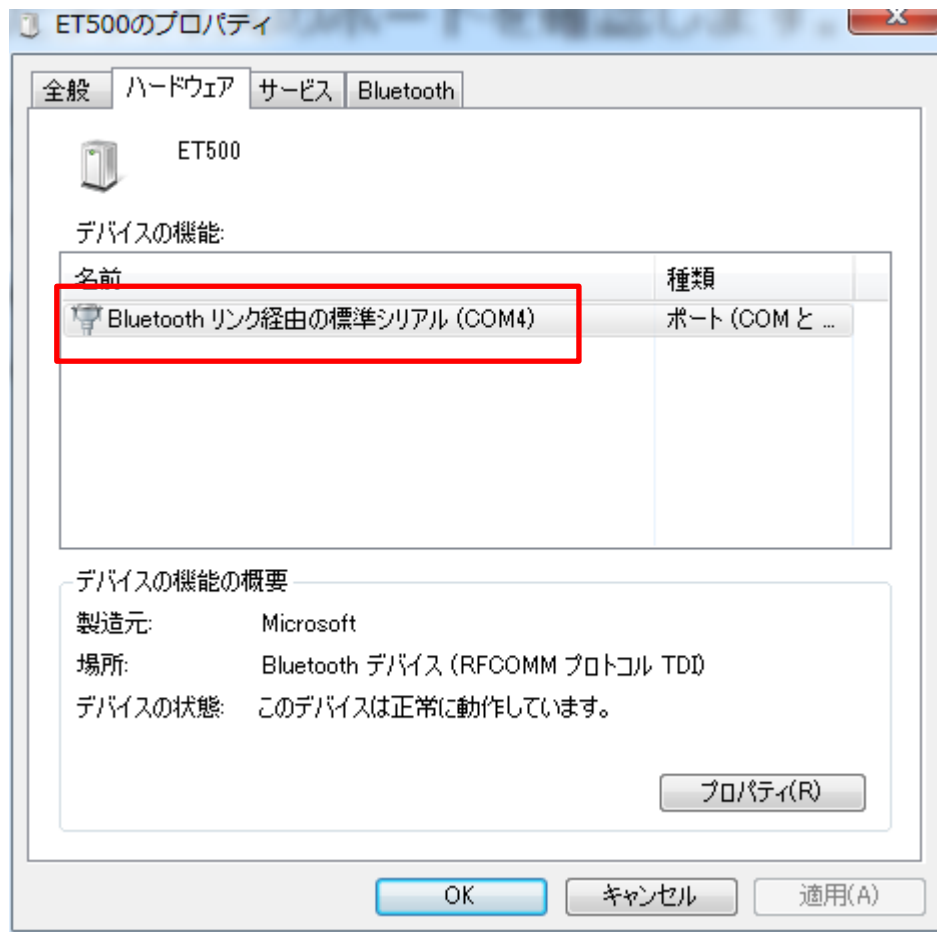 ET500のプロパティ
全般 ハードウェア サービス Bluetooth
ET500
デバイスの機能:
名前 種類
Bluetooth リンク経由の標準シリアル (COM4) ポート (COM と ...
デバイスの機能の概要
製造元: Microsoft
場所: Bluetooth デバイス (RFCOMM プロトコル TDI)
デバイスの状態: このデバイスは正常に動作しています。
プロパティ(R)
OK キャンセル 適用(A)